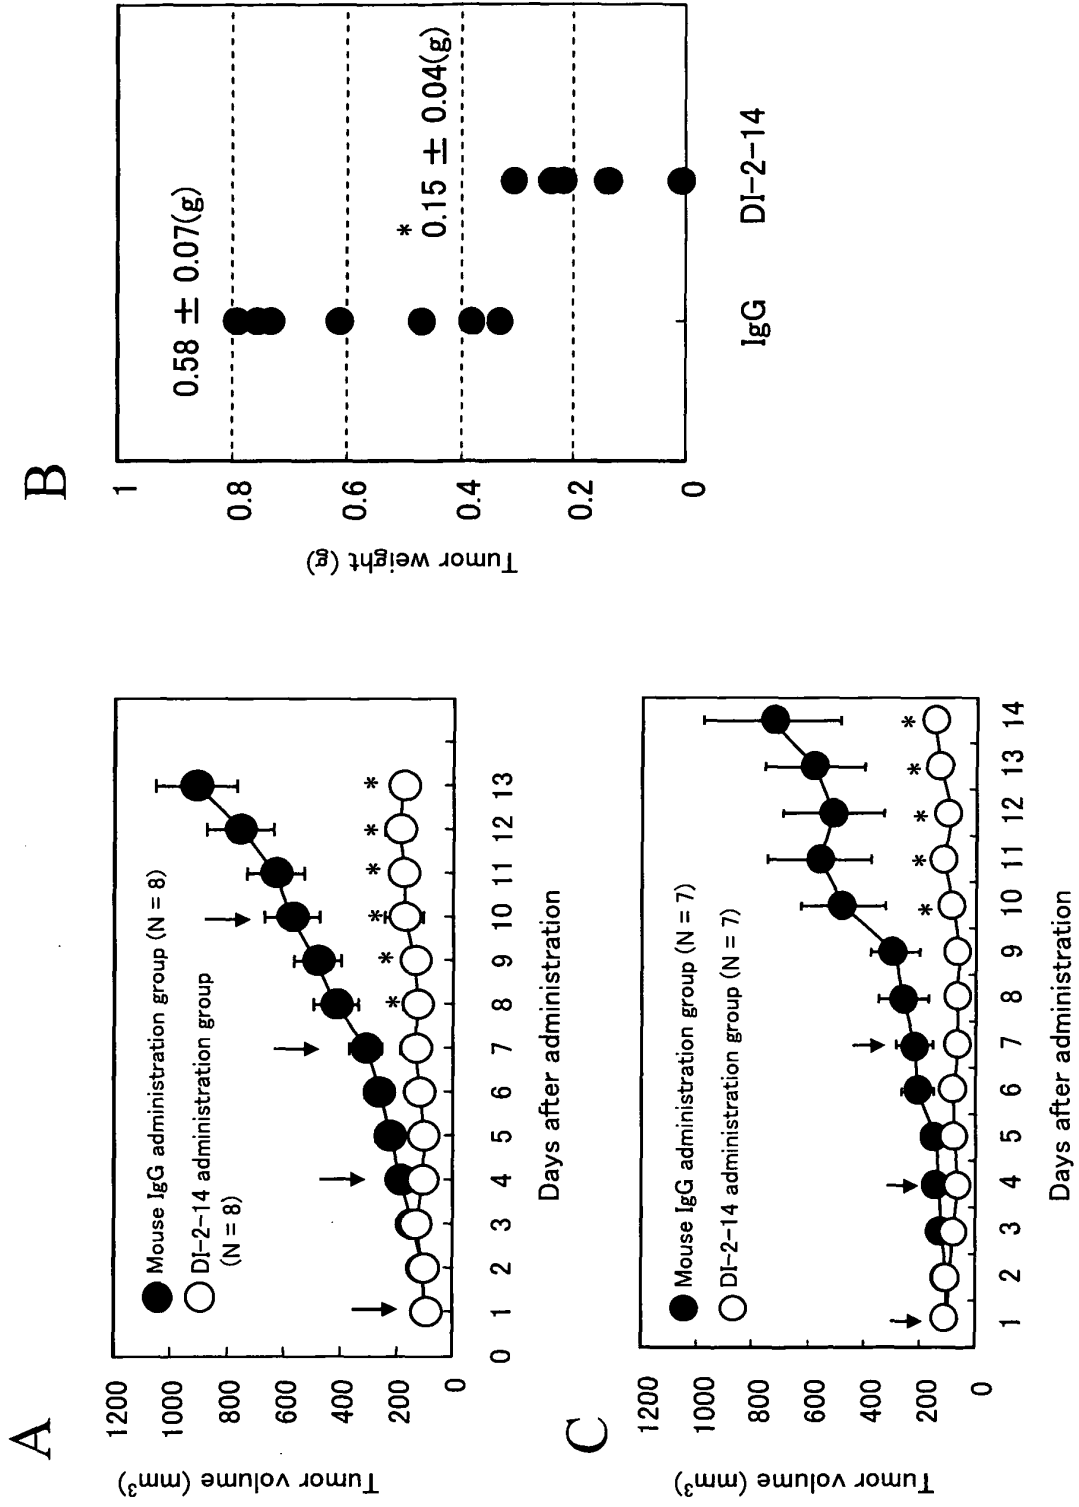 A
Tumor volume (mm³)
1200
1000
800
600
400
200
0
Mouse IgG administration group (N = 8)
DI-2-14 administration group
(N = 8)
* * * * * *
0 1 2 3 4 5 6 7 8 9 10 11 12 13
Days after administration
B
Tumor weight (g)
1
0.8
0.6
0.4
0.2
0
0.58 ± 0.07(g)
*
0.15 ± 0.04(g)
IgG DI-2-14
C
Tumor volume (mm³)
1200
1000
800
600
400
200
0
Mouse IgG administration group (N = 7)
DI-2-14 administration group (N = 7)
* * * * *
1 2 3 4 5 6 7 8 9 10 11 12 13 14
Days after administration